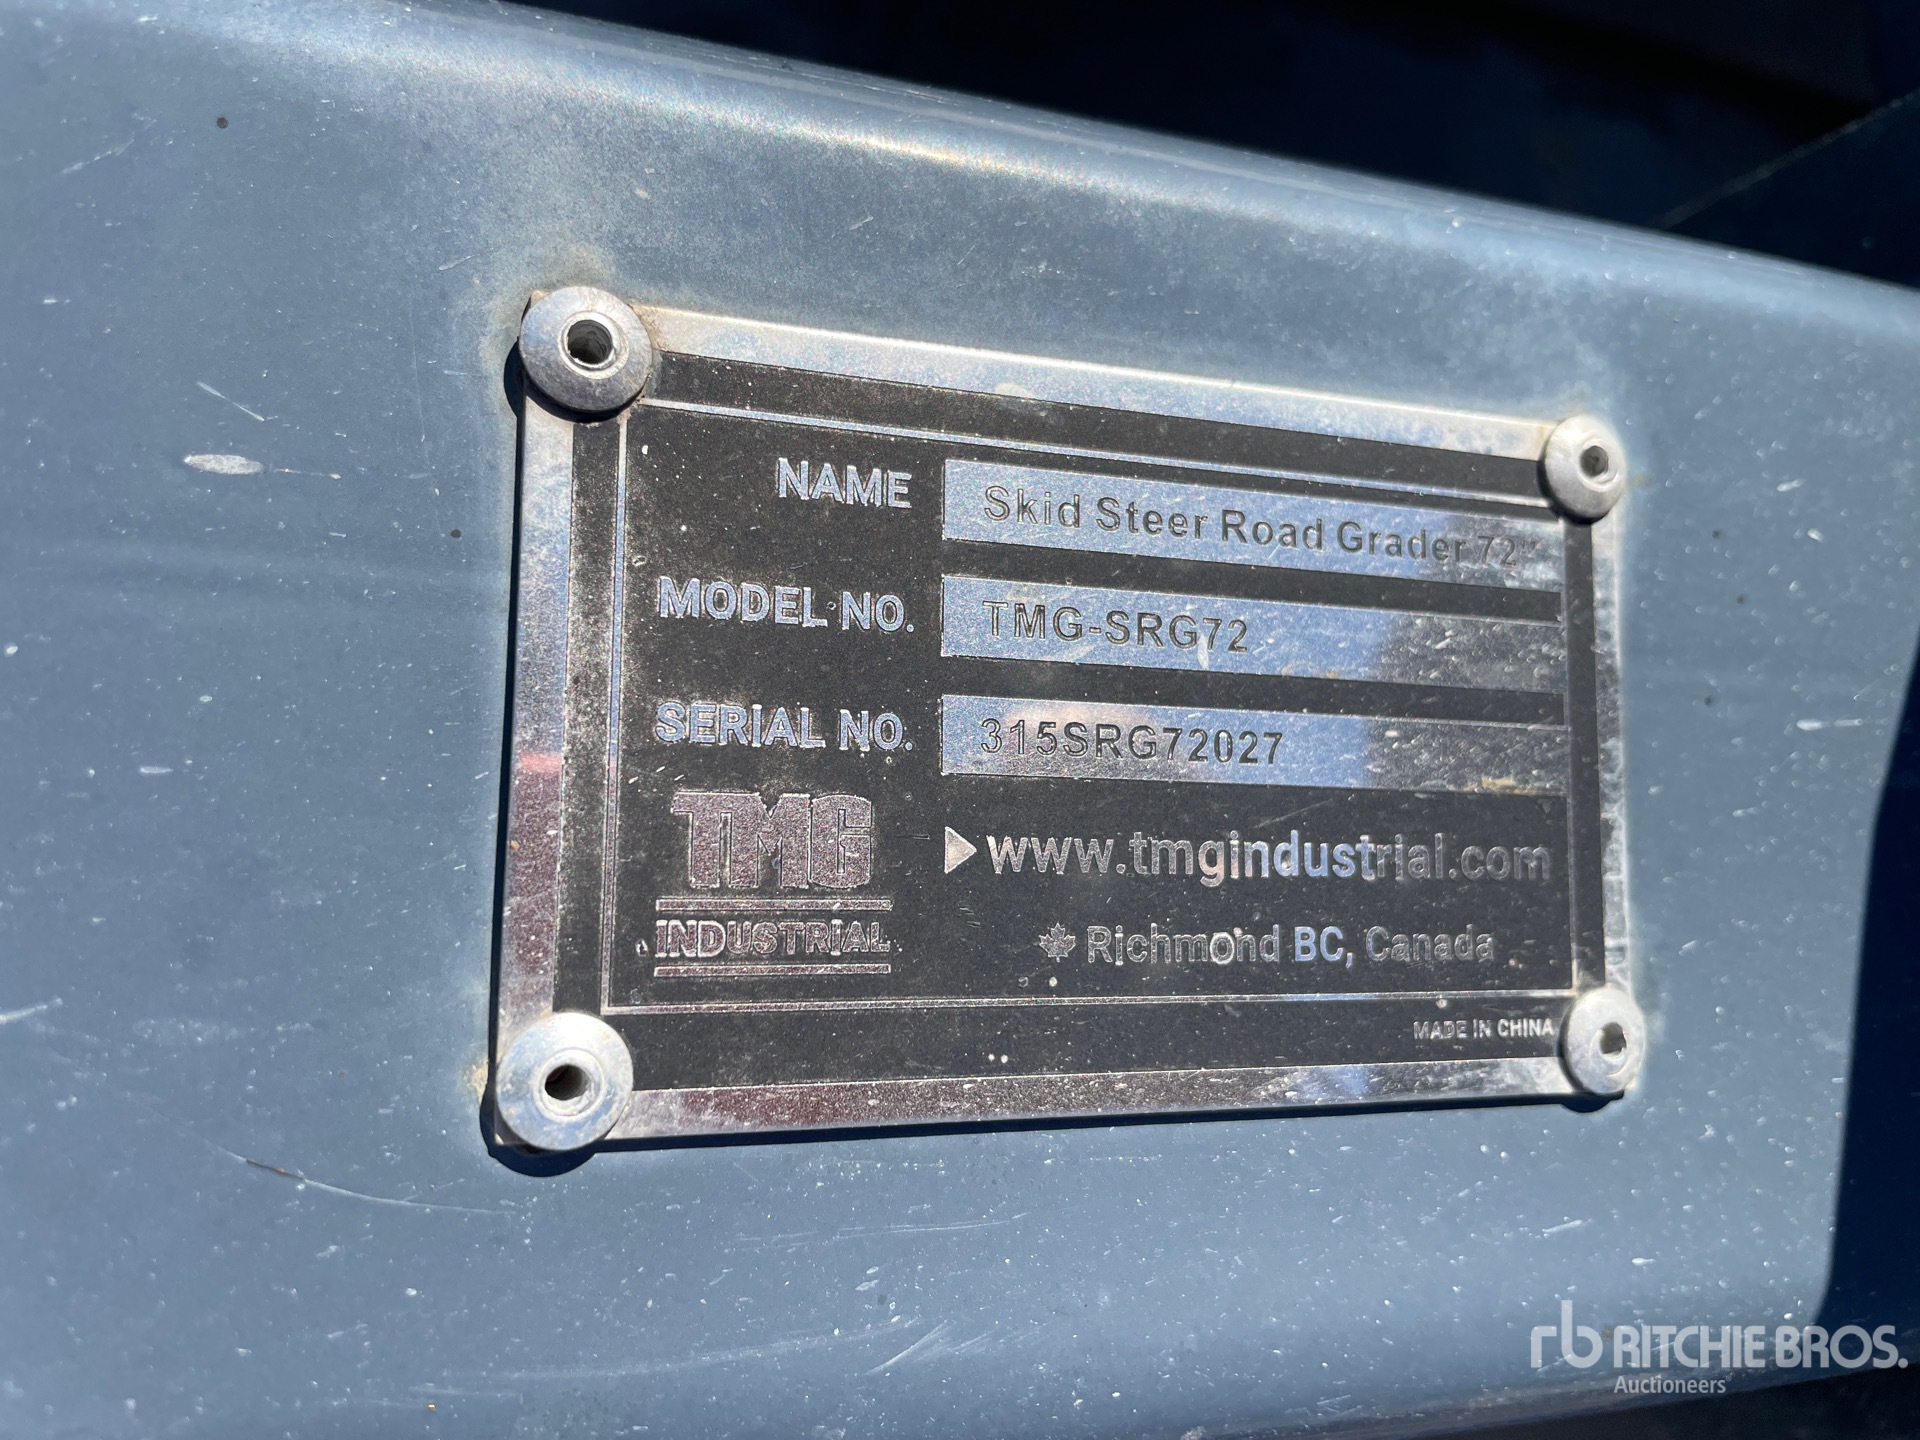 NAME Skid Steer Road Grader 72"
MODEL NO. TMG-SRG72
SERIAL NO. 315SRG72027
TMG
INDUSTRIAL
www.tmgindustrial.com
Richmond BC, Canada
MADE IN CHINA
rb RITCHIE BROS.
Auctioneers